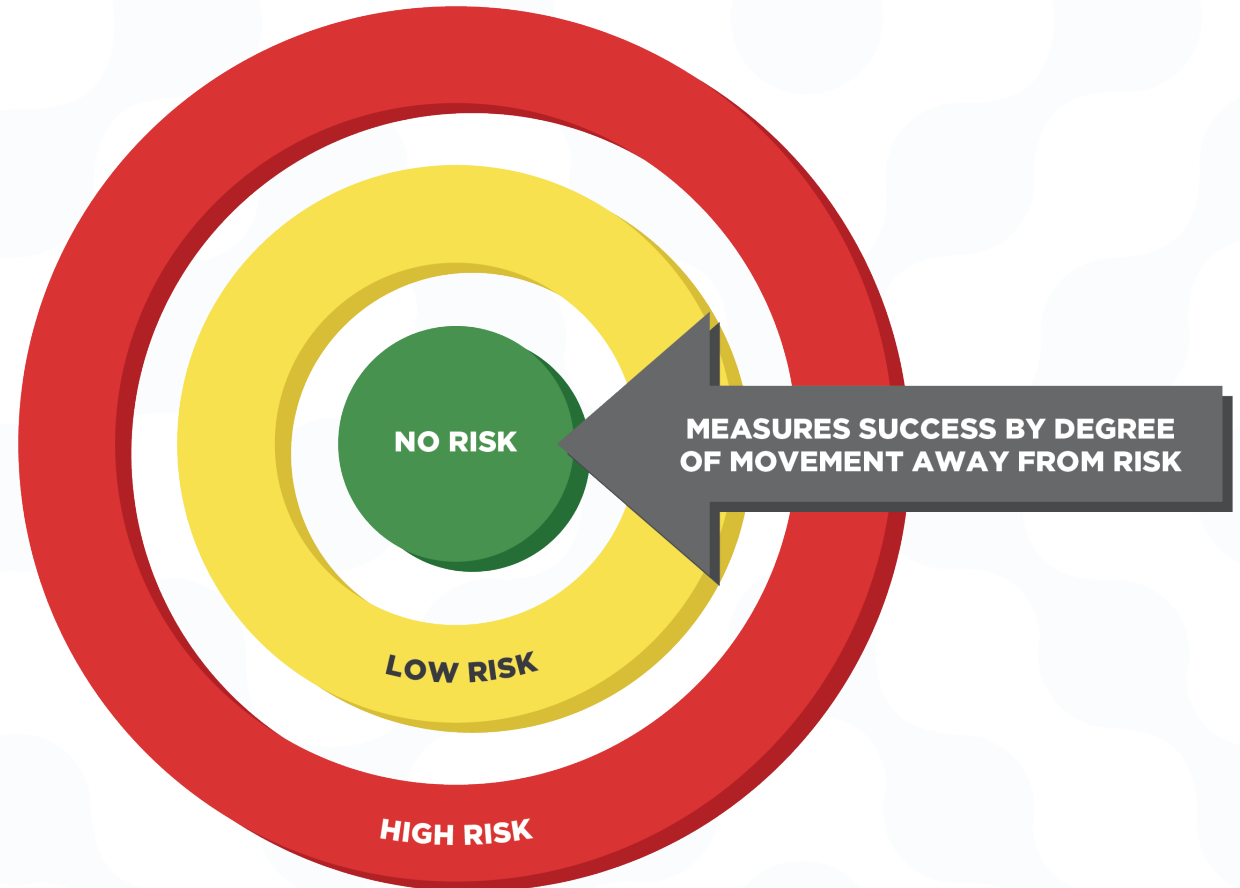 NO RISK
MEASURES SUCCESS BY DEGREE
OF MOVEMENT AWAY FROM RISK
LOW RISK
HIGH RISK